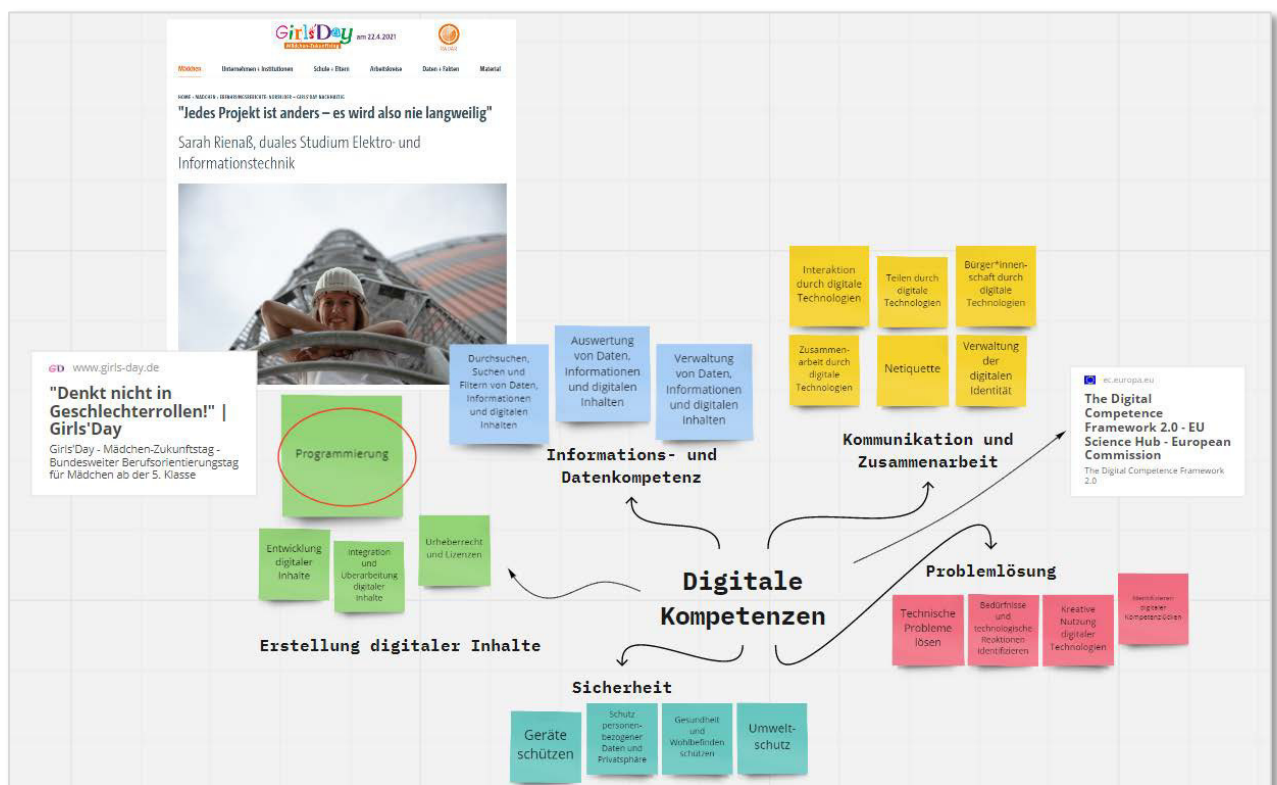 Girls'Day am 22.4.2021
Mädchen-Zukunftstag
Mädchen Unternehmen + Institutionen Schule + Eltern Arbeitskreise Daten + Fakten Material
"Jedes Projekt ist anders – es wird also nie langweilig"
Sarah Rienaß, duales Studium Elektro- und
Informationstechnik
GD www.girls-day.de
"Denkt nicht in
Geschlechterrollen!" |
Girls'Day
Girls'Day - Mädchen-Zukunftstag -
Bundesweiter Berufsorientierungstag
für Mädchen ab der 5. Klasse
Programmierung
Entwicklung
digitaler
Inhalte
Integration
und
Überarbeitung
digitaler
Inhalte
Urheberrecht
und Lizenzen
Erstellung digitaler Inhalte
Durchsuchen,
Suchen und
Filtern von Daten,
Informationen
und digitalen
Inhalten
Auswertung
von Daten,
Informationen
und digitalen
Inhalten
Verwaltung
von Daten,
Informationen
und digitalen
Inhalten
Informations- und
Datenkompetenz
Interaktion
durch digitale
Technologien
Teilen durch
digitale
Technologien
Bürger*innen-
schaft durch
digitale
Technologien
Zusammen-
arbeit durch
digitale
Technologien
Netiquette
Verwaltung
der
digitalen
Identität
Kommunikation und
Zusammenarbeit
ec.europa.eu
The Digital
Competence
Framework 2.0 - EU
Science Hub - European
Commission
The Digital Competence Framework
2.0
Digitale
Kompetenzen
Problemlösung
Technische
Probleme
lösen
Bedürfnisse
und
technologische
Reaktionen
identifizieren
Kreative
Nutzung
digitaler
Technologien
Identifizieren
digitaler
Kompetenzlücken
Sicherheit
Geräte
schützen
Schutz
personen-
bezogener
Daten und
Privatsphäre
Gesundheit
und
Wohlbefinden
schützen
Umwelt-
schutz